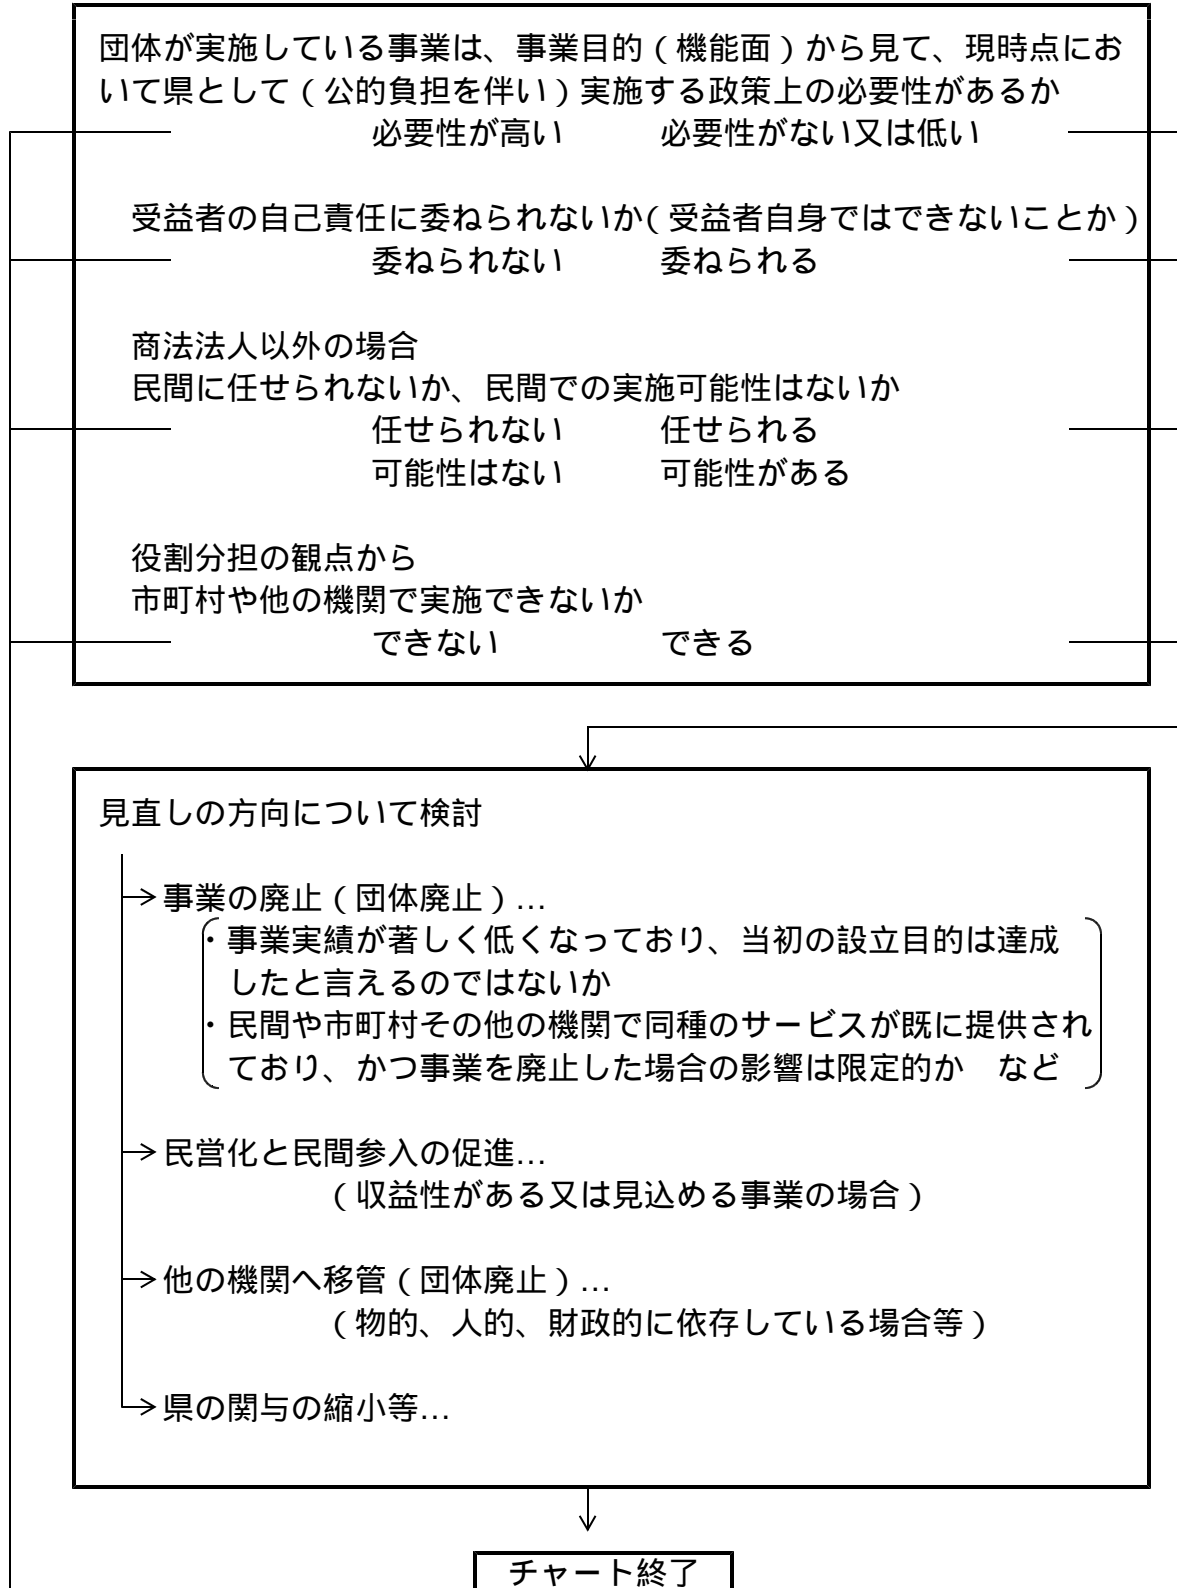 団体が実施している事業は、事業目的（機能面）から見て、現時点にお
いて県として（公的負担を伴い）実施する政策上の必要性があるか
必要性が高い　　　必要性がない又は低い
受益者の自己責任に委ねられないか（受益者自身ではできないことか）
委ねられない　　　委ねられる
商法法人以外の場合
民間に任せられないか、民間での実施可能性はないか
任せられない　　　任せられる
可能性はない　　　可能性がある
役割分担の観点から
市町村や他の機関で実施できないか
できない　　　できる
見直しの方向について検討
事業の廃止（団体廃止）…
・事業実績が著しく低くなっており、当初の設立目的は達成
したと言えるのではないか
・民間や市町村その他の機関で同種のサービスが既に提供され
ており、かつ事業を廃止した場合の影響は限定的か　など
民営化と民間参入の促進…
（収益性がある又は見込める事業の場合）
他の機関へ移管（団体廃止）…
（物的、人的、財政的に依存している場合等）
県の関与の縮小等…
チャート終了